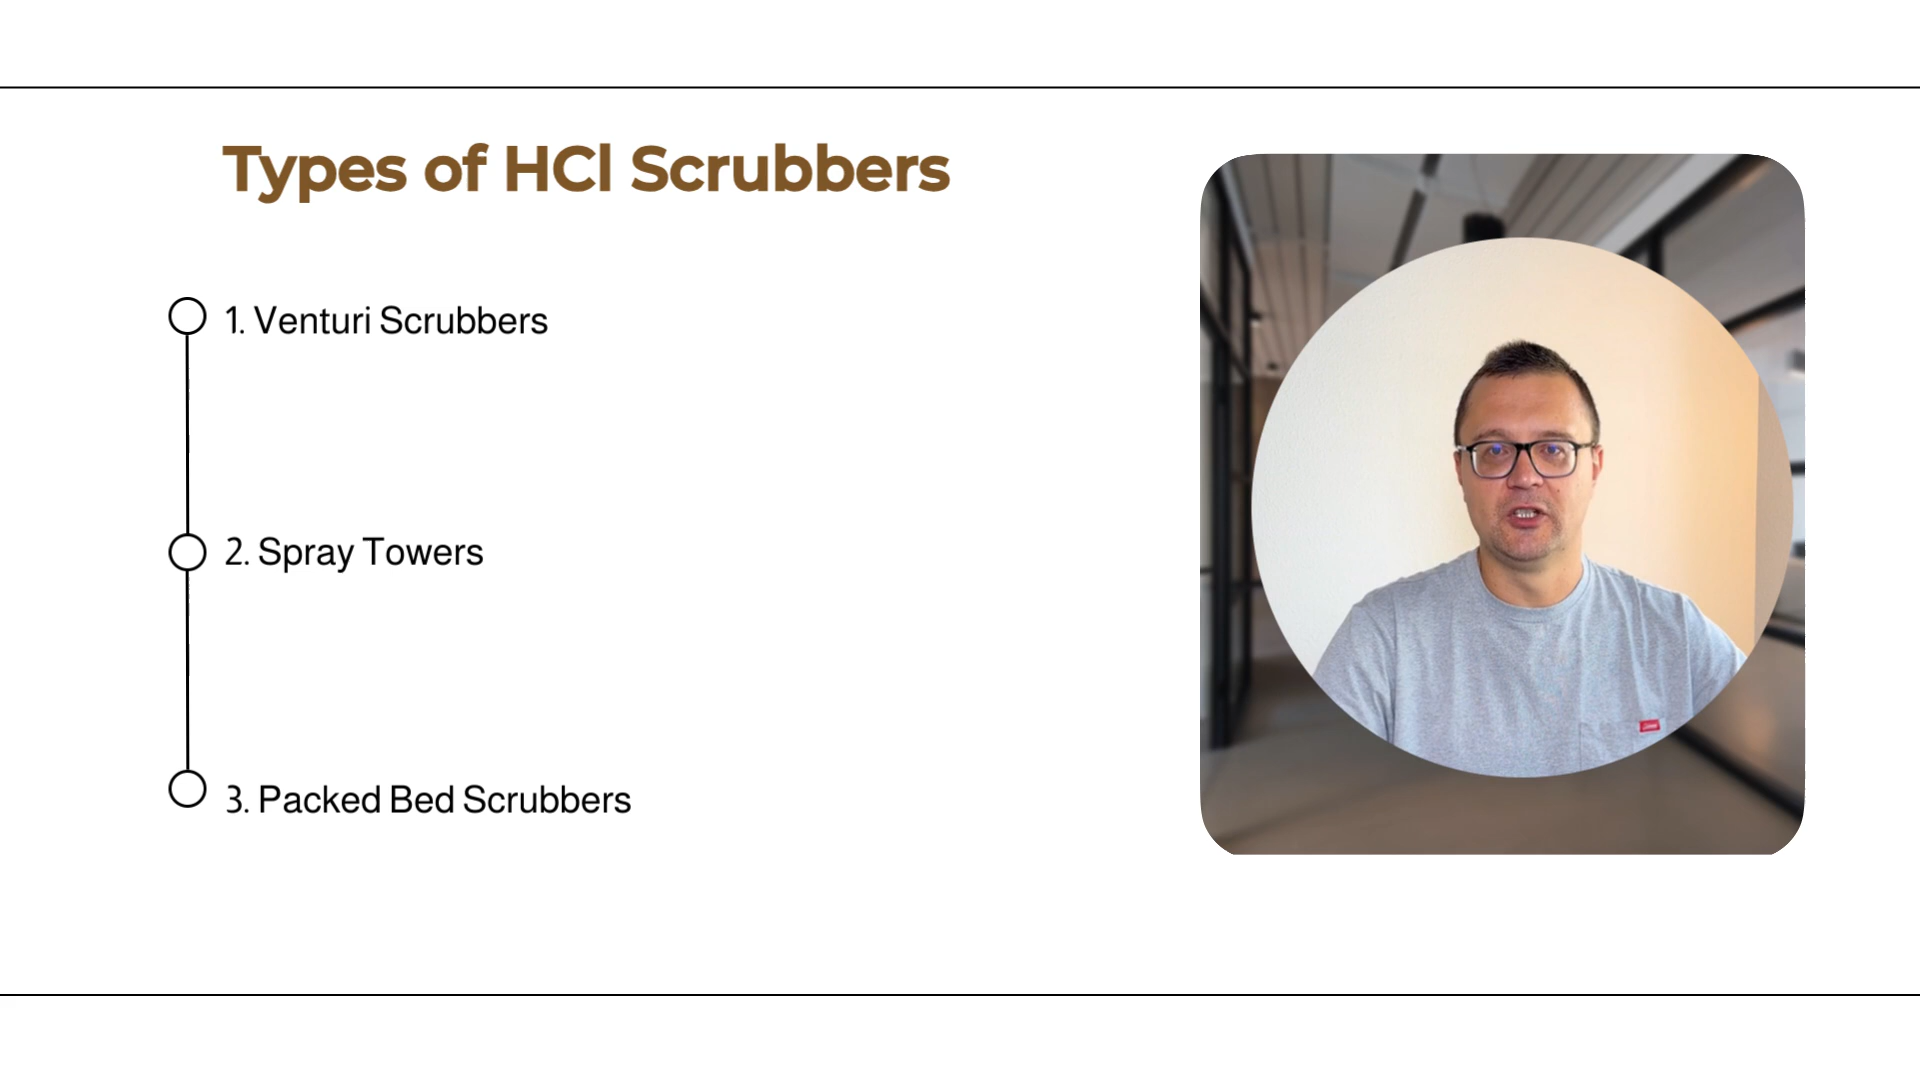 Types of HCl Scrubbers
1. Venturi Scrubbers
2. Spray Towers
3. Packed Bed Scrubbers